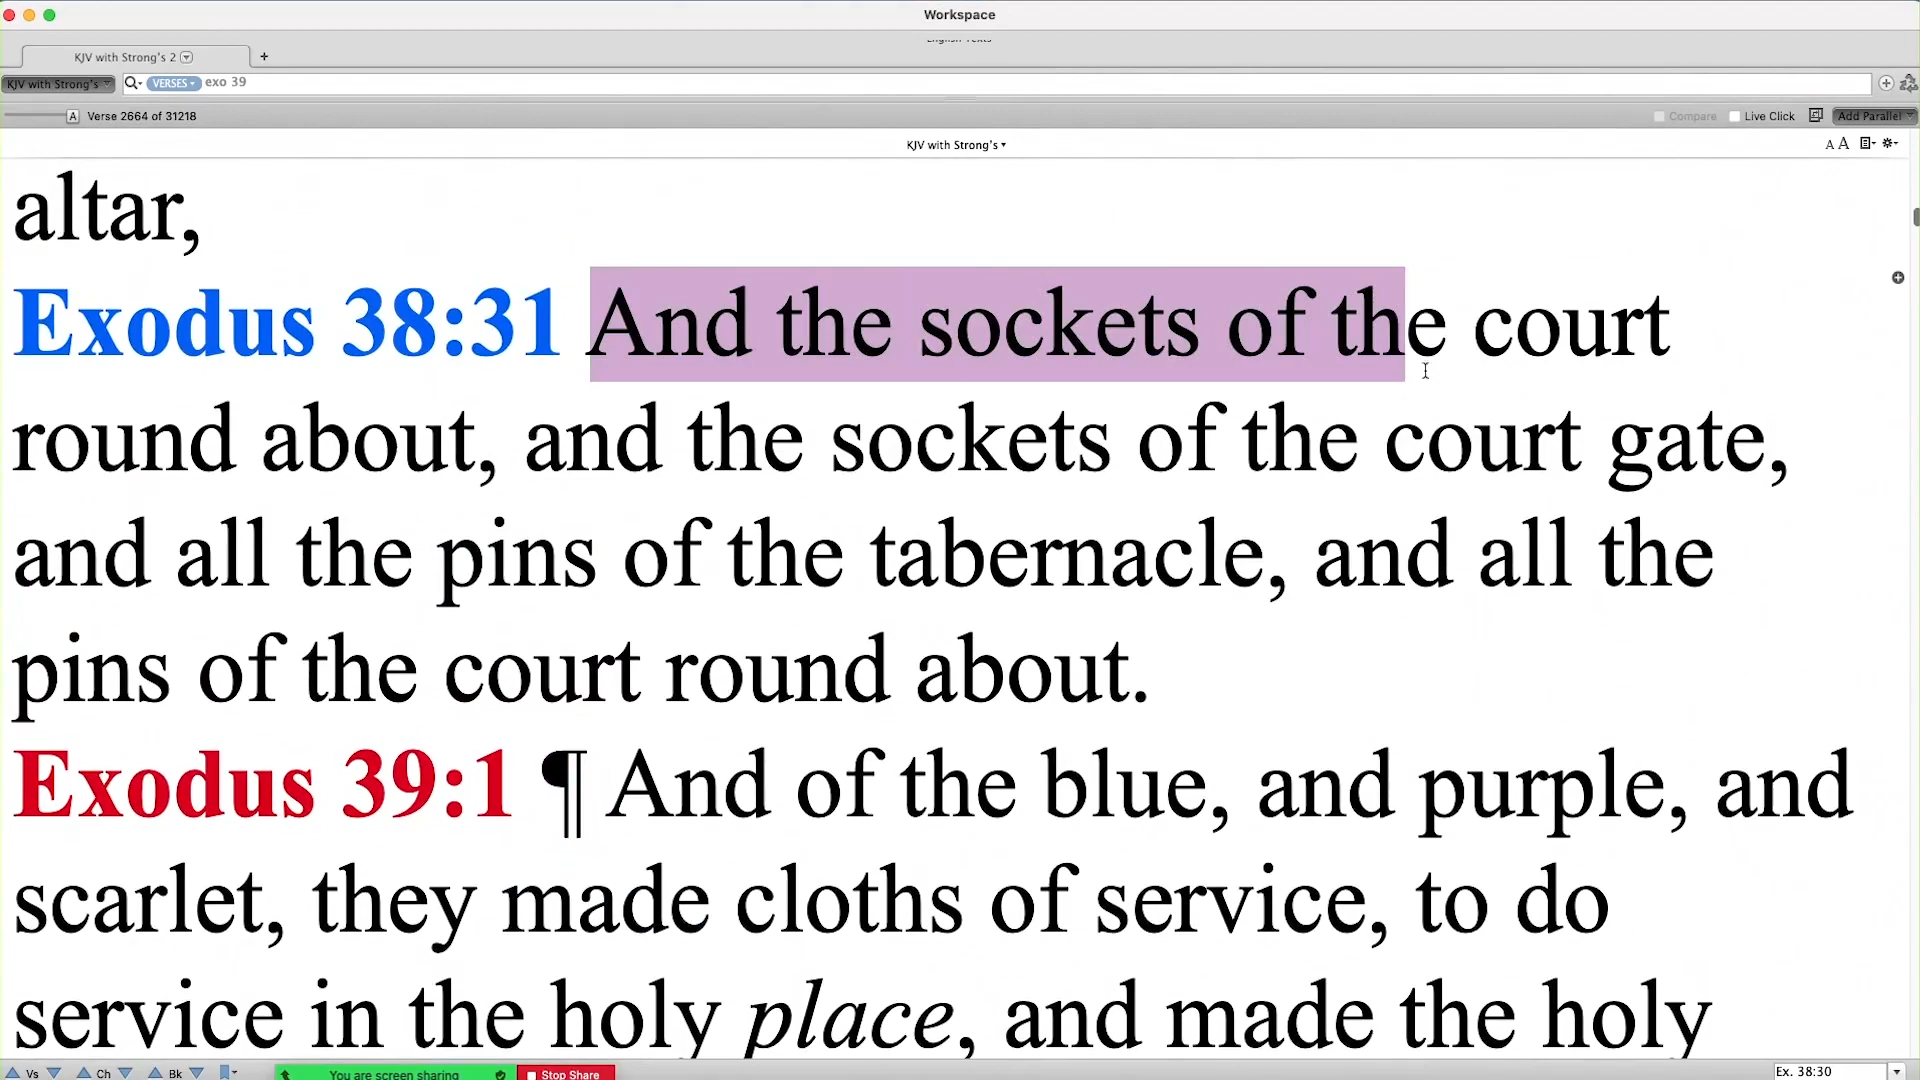 Workspace
English Texts
KJV with Strong's 2
KJV with Strong's VERSES exo 39
A Verse 2664 of 31218 Compare Live Click Add Parallel
KJV with Strong's A A
altar,
Exodus 38:31 And the sockets of the court
round about, and the sockets of the court gate,
and all the pins of the tabernacle, and all the
pins of the court round about.
Exodus 39:1 ¶ And of the blue, and purple, and
scarlet, they made cloths of service, to do
service in the holy place, and made the holy
Vs Ch Bk You are screen sharing Stop Share Ex. 38:30